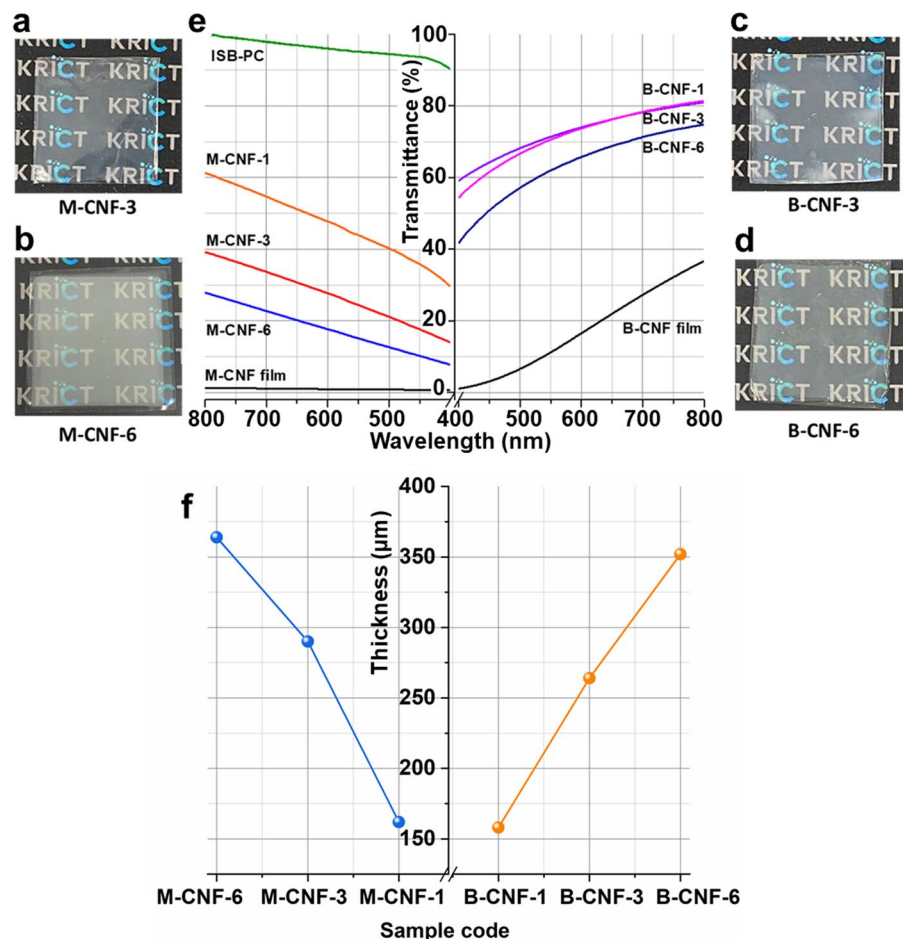 a
KRICT KRICT
KRICT KRICT
KRICT KRICT
KRICT KRICT
M-CNF-3
b
KRICT KRICT
KRICT KRICT
KRICT KRICT
KRICT KRICT
M-CNF-6
e
ISB-PC
M-CNF-1
M-CNF-3
M-CNF-6
M-CNF film
Transmittance (%)
100
80
60
40
20
0
B-CNF-1
B-CNF-3
B-CNF-6
B-CNF film
800 700 600 500 40 400 500 600 700 800
Wavelength (nm)
c
KRICT KRICT
KRICT KRICT
KRICT KRICT
KRICT KRICT
B-CNF-3
d
KRICT KRICT
KRICT KRICT
KRICT KRICT
KRICT KRICT
B-CNF-6
f
Thickness (µm)
400
350
300
250
200
150
M-CNF-6 M-CNF-3 M-CNF-1 B-CNF-1 B-CNF-3 B-CNF-6
Sample code